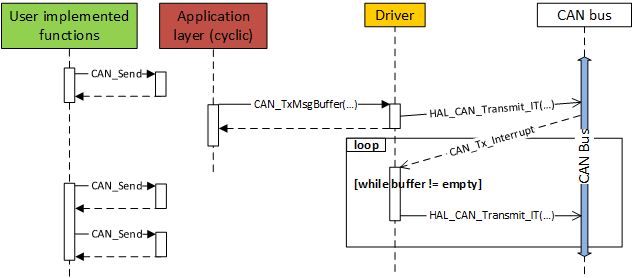 User implemented
functions
Application
layer (cyclic)
Driver
CAN bus
CAN_Send
CAN_TxMsgBuffer(...)
HAL_CAN_Transmit_IT(...)
CAN_Tx_Interrupt
loop
CAN Bus
[while buffer != empty]
CAN_Send
HAL_CAN_Transmit_IT(...)
CAN_Send